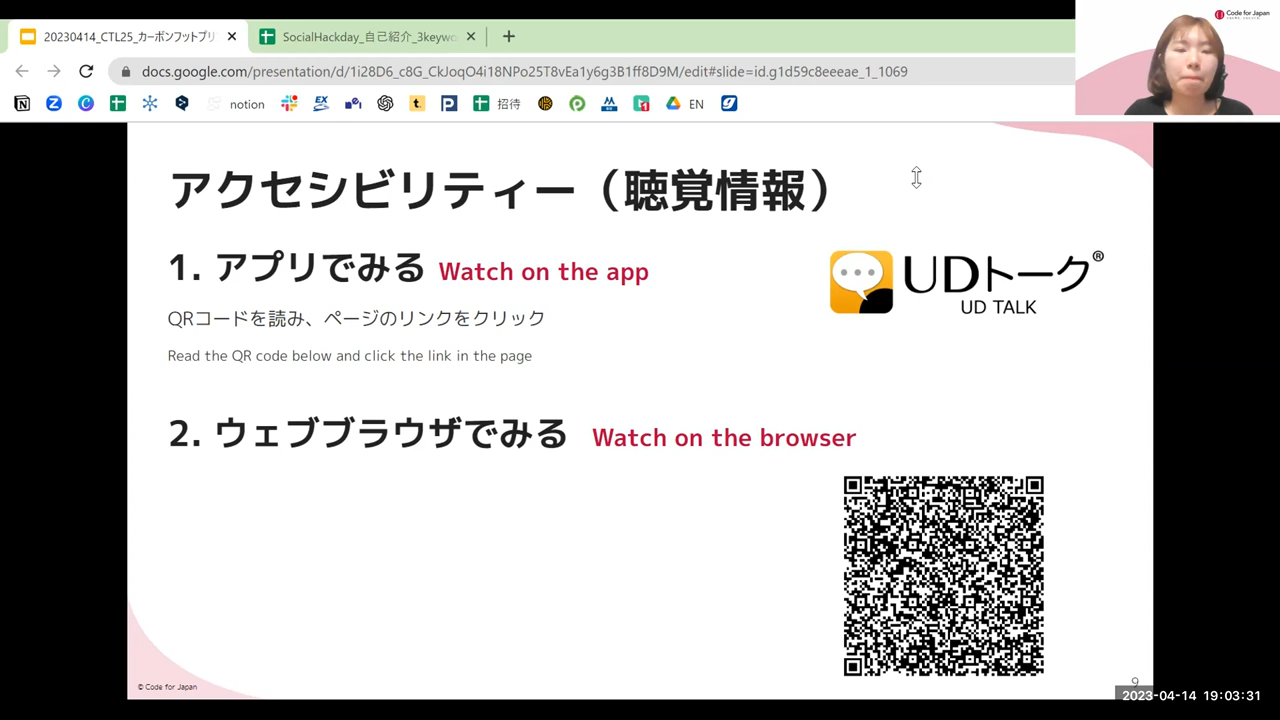 20230414_CTL25_カーボンフットプリ
SocialHackday_自己紹介_3keywo
Code for Japan
docs.google.com/presentation/d/1i28D6_c8G_CkJoqO4i1NNPo25T8vEa1y6g3B1ff8D9M/edit#slide=id.g1d59c8eeeae_1_1069
notion
EX
招待
EN
アクセシビリティー（聴覚情報）
1. アプリでみる Watch on the app
UDトーク®
UD TALK
QRコードを読み、ページのリンクをクリック
Read the QR code below and click the link in the page
2. ウェブブラウザでみる Watch on the browser
© Code for Japan
9
2023-04-14 19:03:31